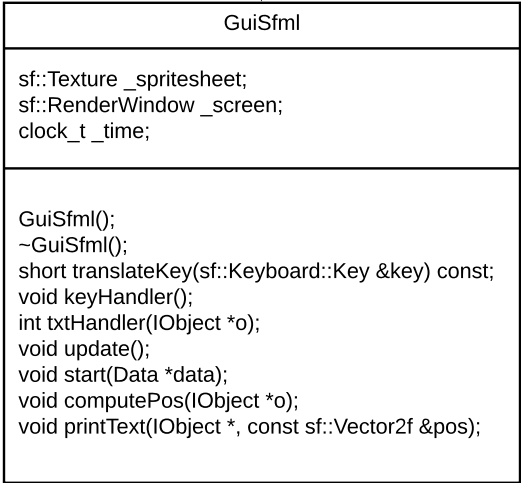 GuiSfml
sf::Texture _spritesheet;
sf::RenderWindow _screen;
clock_t _time;
GuiSfml();
~GuiSfml();
short translateKey(sf::Keyboard::Key &key) const;
void keyHandler();
int txtHandler(IObject *o);
void update();
void start(Data *data);
void computePos(IObject *o);
void printText(IObject *, const sf::Vector2f &pos);